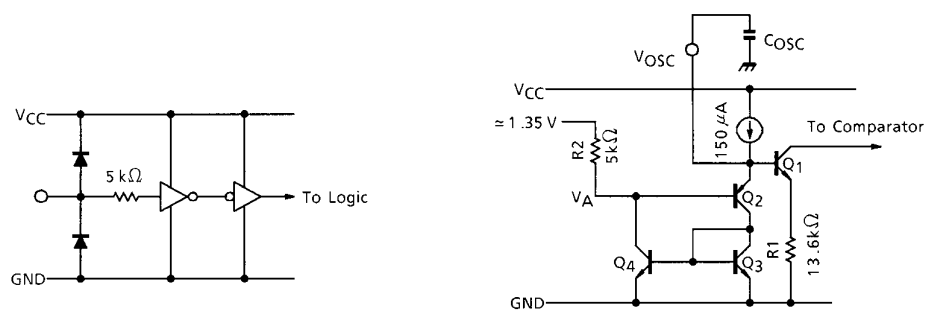 VCC
5 kΩ
To Logic
GND
VOSC
COSC
VCC
≃ 1.35 V
R2
5kΩ
150 μA
To Comparator
Q1
Q2
VA
Q4
Q3
R1
13.6kΩ
GND